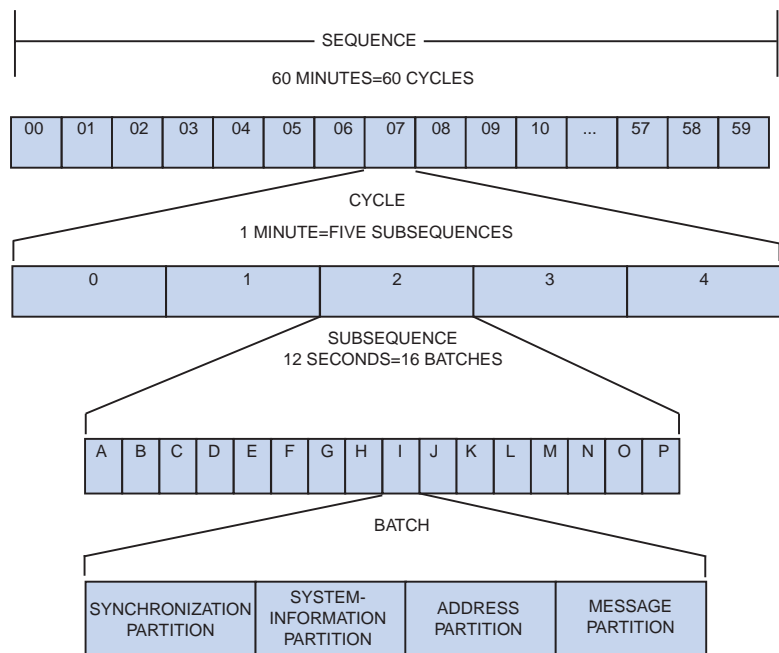 SEQUENCE
60 MINUTES=60 CYCLES
00 01 02 03 04 05 06 07 08 09 10 ... 57 58 59
CYCLE
1 MINUTE=FIVE SUBSEQUENCES
0 1 2 3 4
SUBSEQUENCE
12 SECONDS=16 BATCHES
A B C D E F G H I J K L M N O P
BATCH
SYNCHRONIZATION
PARTITION
SYSTEM-
INFORMATION
PARTITION
ADDRESS
PARTITION
MESSAGE
PARTITION